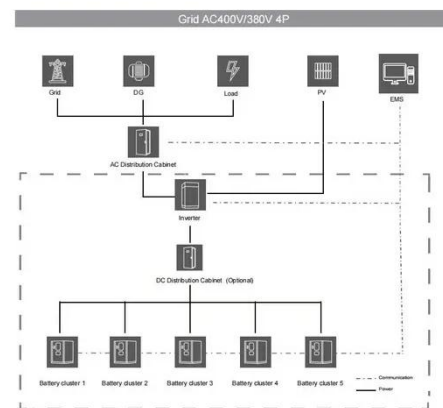 Grid AC400V/380V 4P
Grid
DG
Load
PV
EMS
AC Distribution Cabinet
Inverter
DC Distribution Cabinet (Optional)
Battery cluster 1
Battery cluster 2
Battery cluster 3
Battery cluster 4
Battery cluster 5
Communication
Power